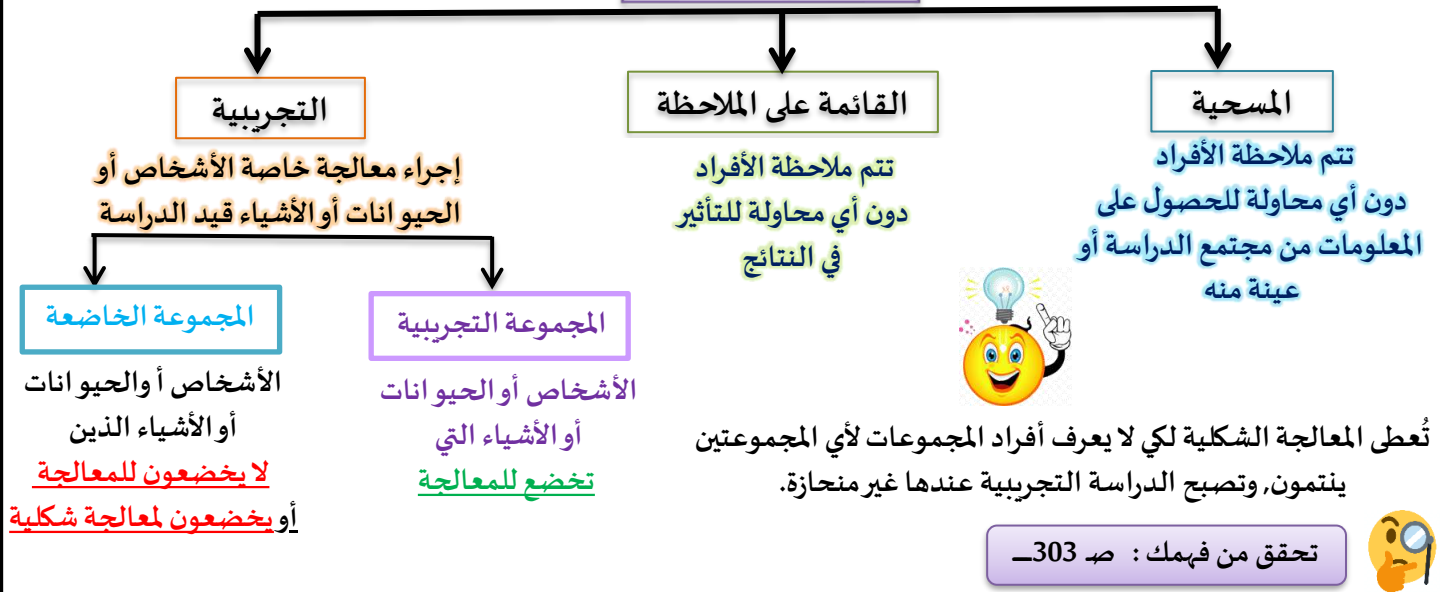 المسحية
تتم ملاحظة الأفراد
دون أي محاولة للحصول على
المعلومات من مجتمع الدراسة أو
عينة منه
القائمة على الملاحظة
تتم ملاحظة الأفراد
دون أي محاولة للتأثير
في النتائج
التجريبية
إجراء معالجة خاصة الأشخاص أو
الحيوانات أو الأشياء قيد الدراسة
المجموعة التجريبية
الأشخاص أو الحيوانات
أو الأشياء التي
تخضع للمعالجة
المجموعة الخاضعة
الأشخاص أ والحيوانات
أو الأشياء الذين
لا يخضعون للمعالجة
أو يخضعون لمعالجة شكلية
تُعطى المعالجة الشكلية لكي لا يعرف أفراد المجموعات لأي المجموعتين
ينتمون, وتصبح الدراسة التجريبية عندها غير منحازة.
تحقق من فهمك : صـ 303ــ